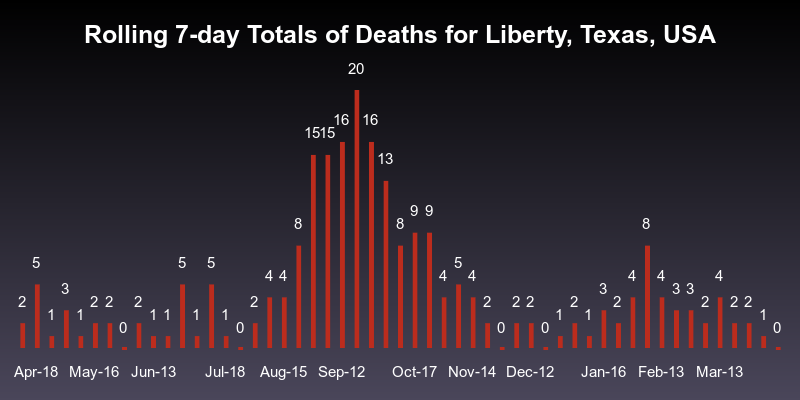 Rolling 7-day Totals of Deaths for Liberty, Texas, USA
2 5 1 3 1 2 2 0 2 1 1 5 1 5 1 0 2 4 4 8 15 15 16 20 16 13 8 9 9 4 5 4 2 0 2 2 0 1 2 1 3 2 4 8 4 3 3 2 4 2 2 1 0
Apr-18 May-16 Jun-13 Jul-18 Aug-15 Sep-12 Oct-17 Nov-14 Dec-12 Jan-16 Feb-13 Mar-13